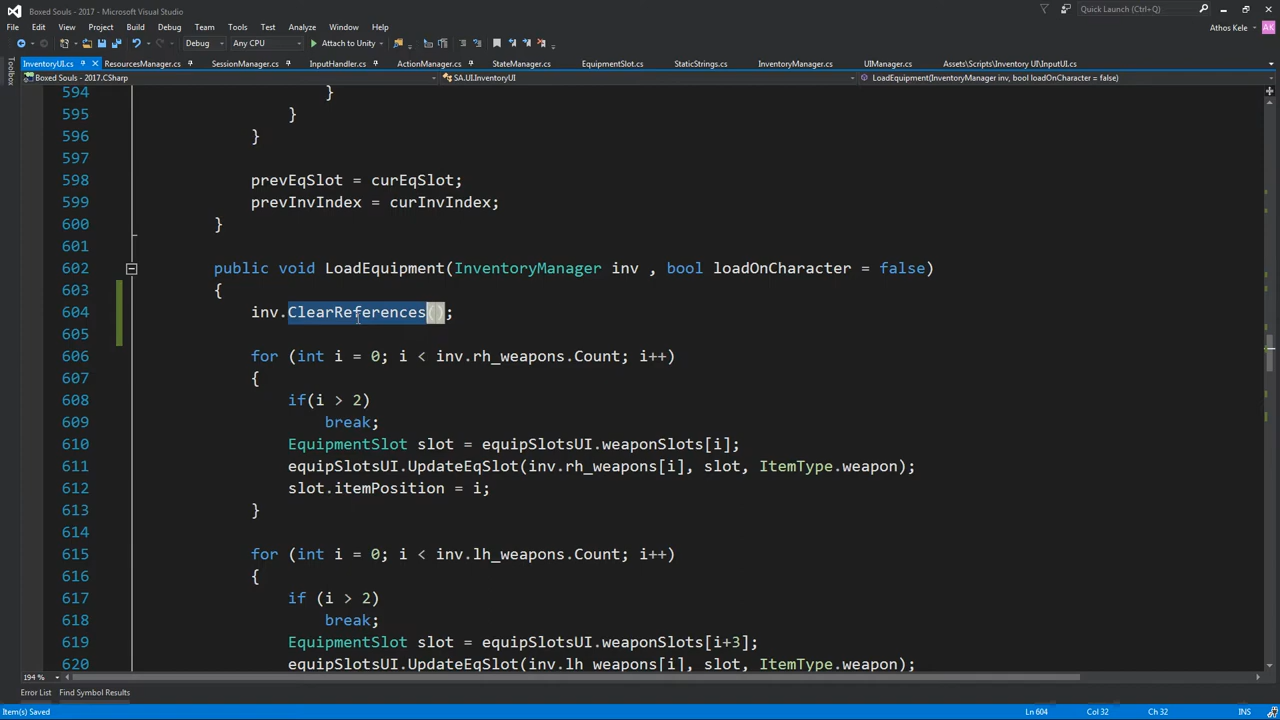 Boxed Souls - 2017 - Microsoft Visual Studio
Quick Launch (Ctrl+Q)
File Edit View Project Build Debug Team Tools Test Analyze Window Help
Athos Kele AK
Debug Any CPU Attach to Unity
InventoryUI.cs ResourcesManager.cs SessionManager.cs InputHandler.cs ActionManager.cs StateManager.cs EquipmentSlot.cs StaticStrings.cs InventoryManager.cs UIManager.cs Assets\Scripts\Inventory UI\InputUI.cs
Boxed Souls - 2017.CSharp SA.UI.InventoryUI LoadEquipment(InventoryManager inv, bool loadOnCharacter = false)
Toolbox
594 }
595 }
596 }
597
598 prevEqSlot = curEqSlot;
599 prevInvIndex = curInvIndex;
600 }
601
602 public void LoadEquipment(InventoryManager inv , bool loadOnCharacter = false)
603 {
604 inv.ClearReferences();
605
606 for (int i = 0; i < inv.rh_weapons.Count; i++)
607 {
608 if(i > 2)
609 break;
610 EquipmentSlot slot = equipSlotsUI.weaponSlots[i];
611 equipSlotsUI.UpdateEqSlot(inv.rh_weapons[i], slot, ItemType.weapon);
612 slot.itemPosition = i;
613 }
614
615 for (int i = 0; i < inv.lh_weapons.Count; i++)
616 {
617 if (i > 2)
618 break;
619 EquipmentSlot slot = equipSlotsUI.weaponSlots[i+3];
620 equipSlotsUI.UpdateEqSlot(inv.lh_weapons[i], slot, ItemType.weapon);
194 %
Error List Find Symbol Results
Item(s) Saved Ln 604 Col 32 Ch 32 INS